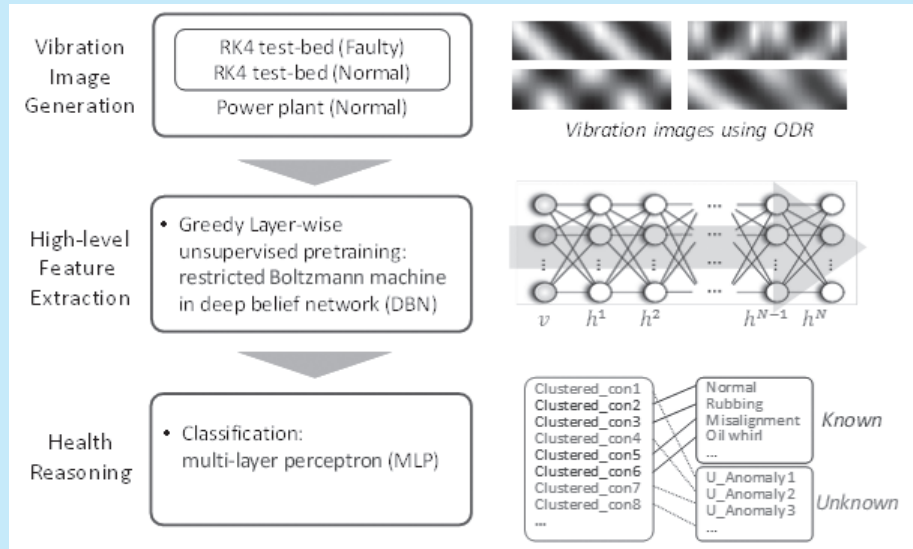 Vibration
Image
Generation
RK4 test-bed (Faulty)
RK4 test-bed (Normal)
Power plant (Normal)
Vibration images using ODR
High-level
Feature
Extraction
• Greedy Layer-wise
unsupervised pretraining:
restricted Boltzmann machine
in deep belief network (DBN)
...
...
⋮ ⋮ ⋮ ⋮ ⋮
...
v h¹ h² h^{N-1} h^N
Health
Reasoning
• Classification:
multi-layer perceptron (MLP)
Clustered_con1
Clustered_con2
Clustered_con3
Clustered_con4
Clustered_con5
Clustered_con6
Clustered_con7
Clustered_con8
...
Normal
Rubbing
Misalignment
Oil whirl
...
Known
U_Anomaly1
U_Anomaly2
U_Anomaly3
...
Unknown